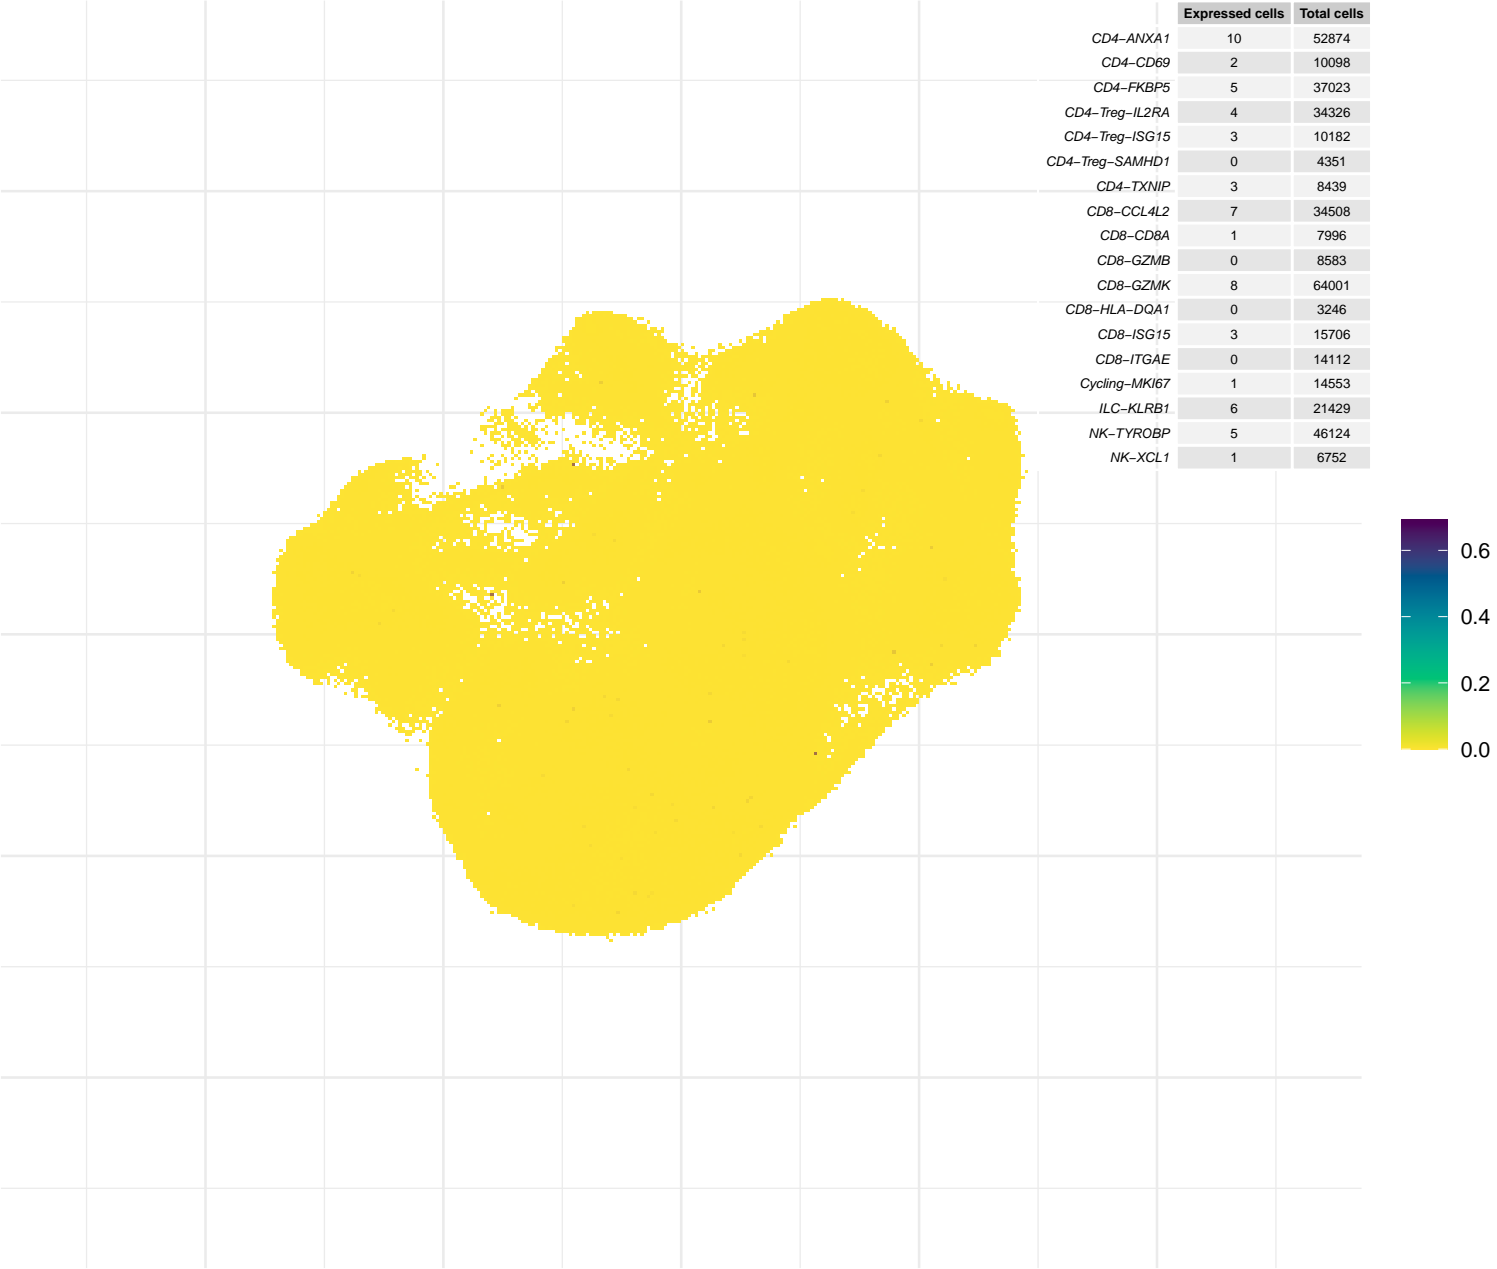 Expressed cells Total cells
CD4−ANXA1 10 52874
CD4−CD69 2 10098
CD4−FKBP5 5 37023
CD4−Treg−IL2RA 4 34326
CD4−Treg−ISG15 3 10182
CD4−Treg−SAMHD1 0 4351
CD4−TXNIP 3 8439
CD8−CCL4L2 7 34508
CD8−CD8A 1 7996
CD8−GZMB 0 8583
CD8−GZMK 8 64001
CD8−HLA−DQA1 0 3246
CD8−ISG15 3 15706
CD8−ITGAE 0 14112
Cycling−MKI67 1 14553
ILC−KLRB1 6 21429
NK−TYROBP 5 46124
NK−XCL1 1 6752
0.6
0.4
0.2
0.0